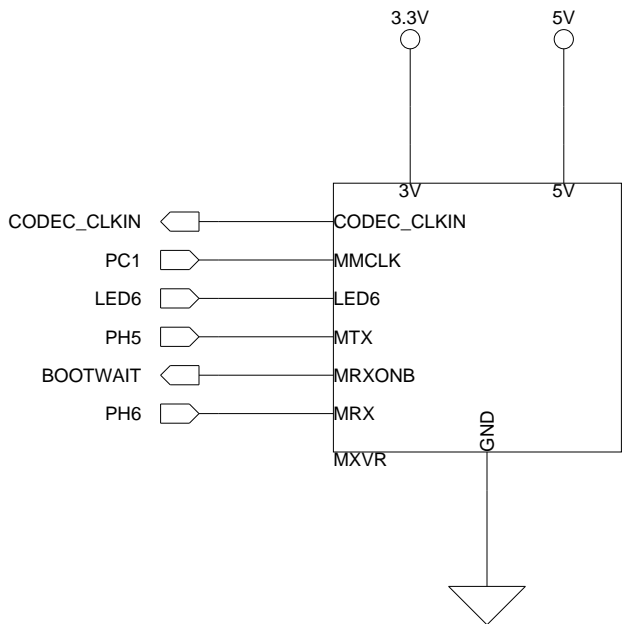 3.3V 5V
3V 5V
CODEC_CLKIN CODEC_CLKIN
PC1 MMCLK
LED6 LED6
PH5 MTX
BOOTWAIT MRXONB
PH6 MRX
GND
MXVR